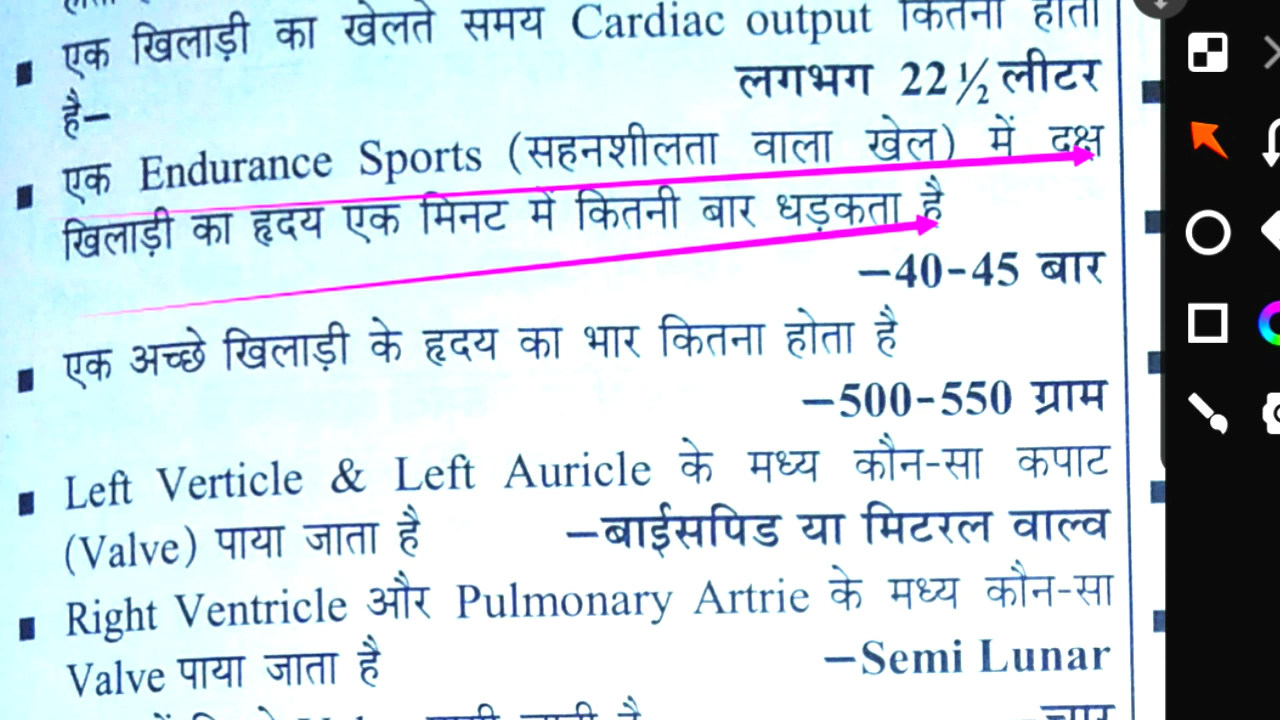 एक खिलाड़ी का खेलते समय Cardiac output कितना होता
लगभग 22½ लीटर
है–
एक Endurance Sports (सहनशीलता वाला खेल) में दक्ष
खिलाड़ी का हृदय एक मिनट में कितनी बार धड़कता है
–40-45 बार
एक अच्छे खिलाड़ी के हृदय का भार कितना होता है
–500-550 ग्राम
Left Verticle & Left Auricle के मध्य कौन-सा कपाट
(Valve) पाया जाता है –बाईसपिड या मिटरल वाल्व
Right Ventricle और Pulmonary Artrie के मध्य कौन-सा
Valve पाया जाता है –Semi Lunar